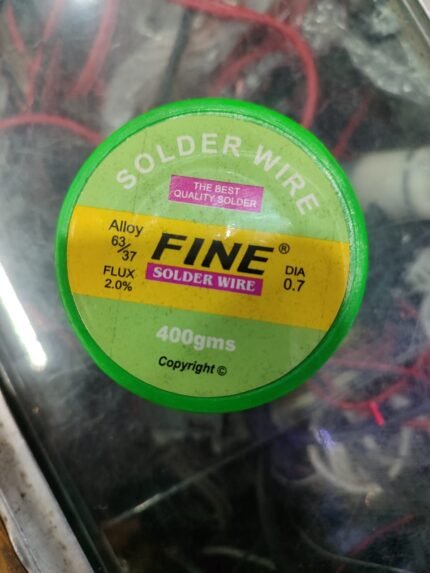 SOLDER WIRE
THE BEST
QUALITY SOLDER
Alloy
63/37
FLUX
2.0%
FINE®
SOLDER WIRE
DIA
0.7
400gms
Copyright ©